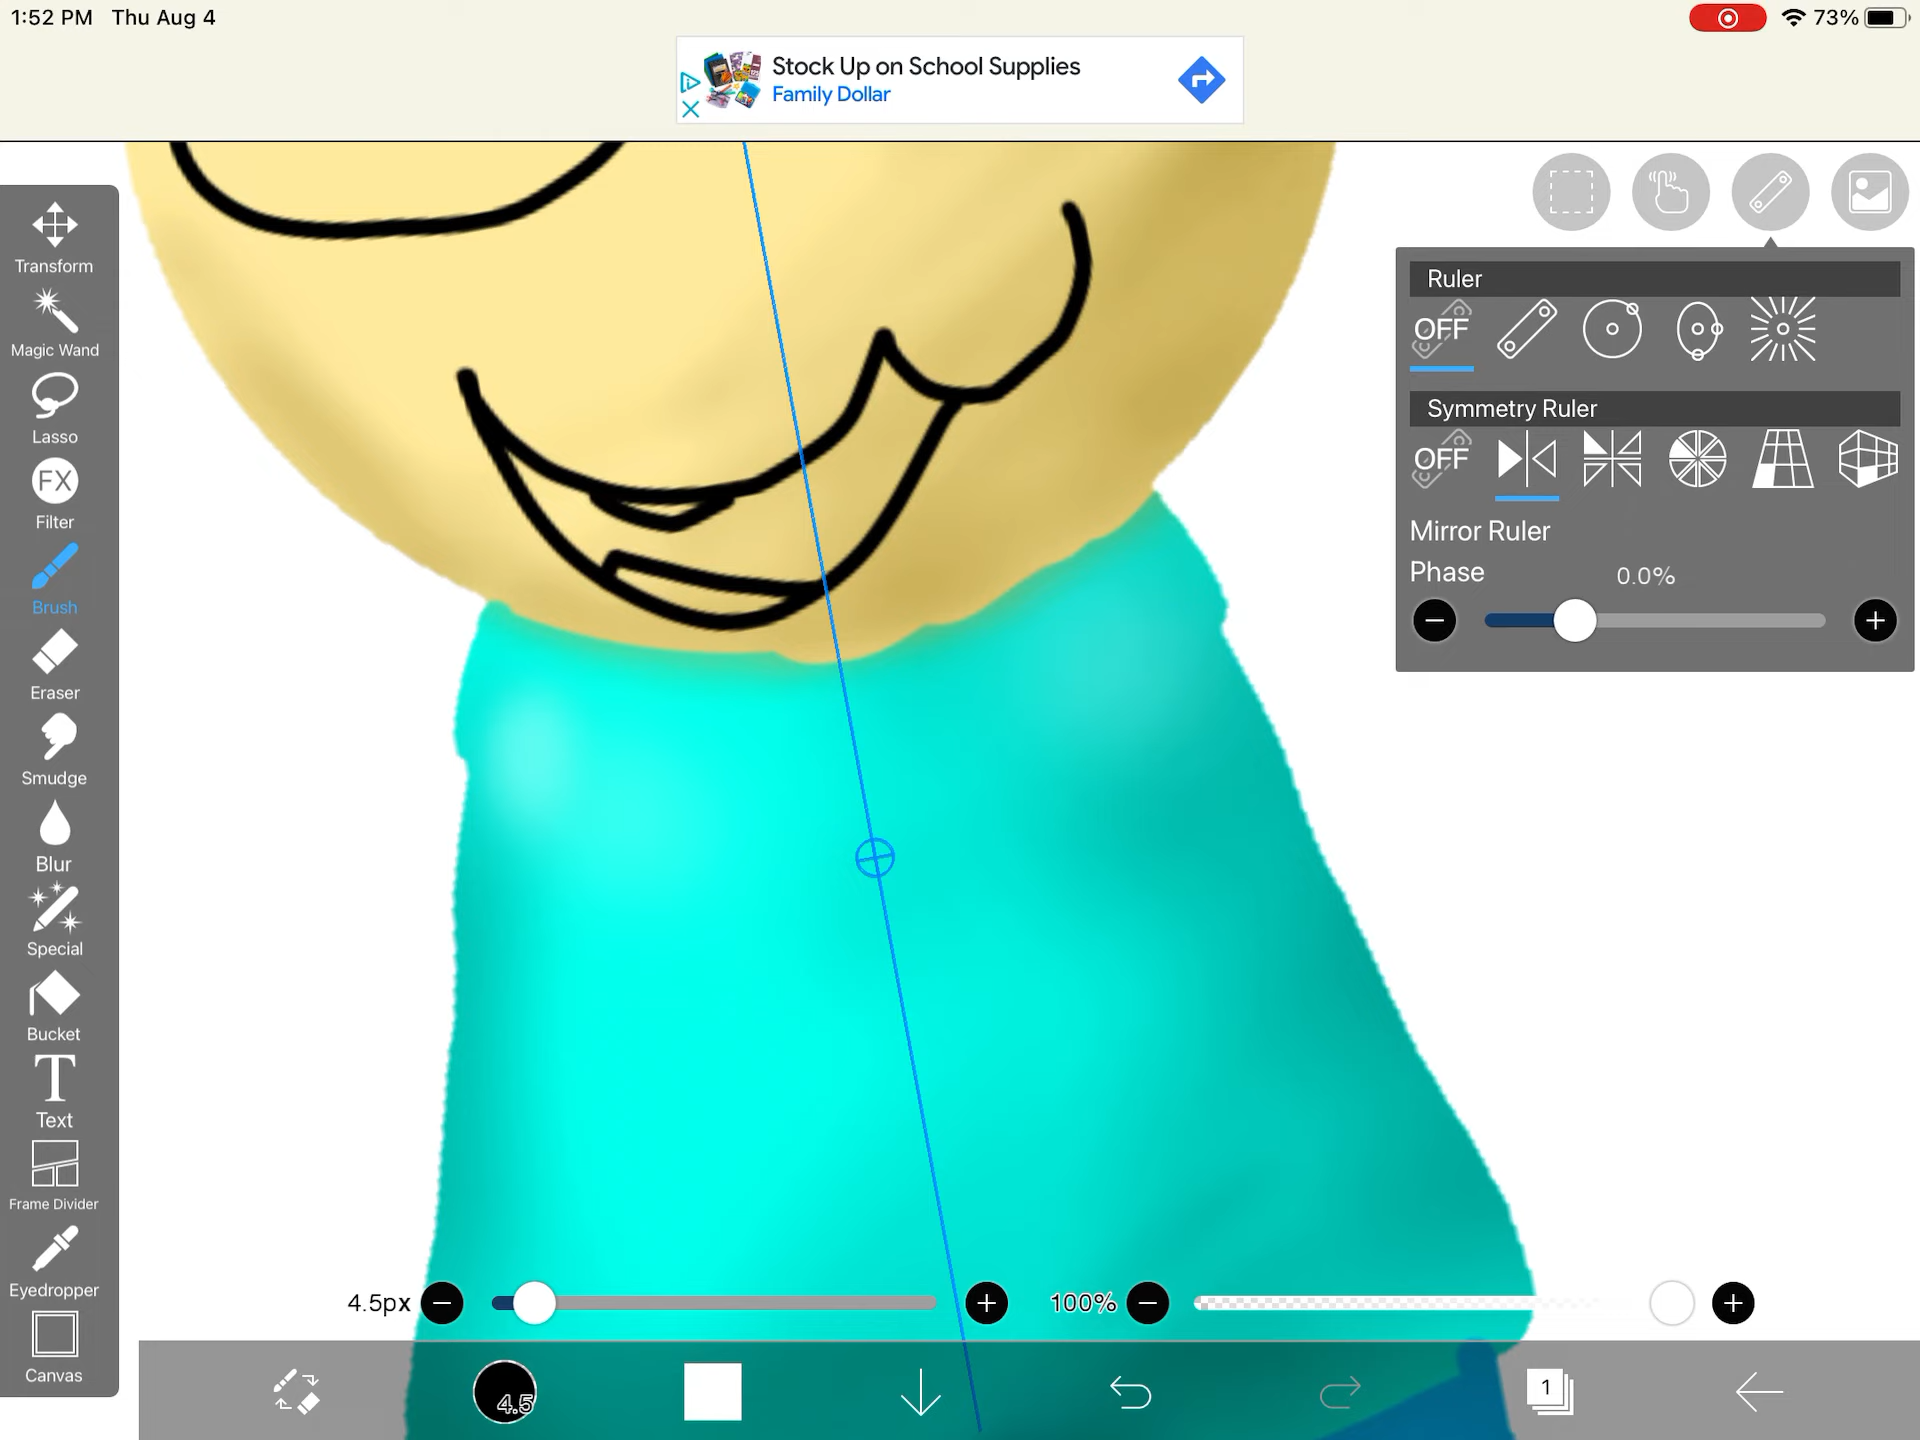 1:52 PM Thu Aug 4
73%
Stock Up on School Supplies
Family Dollar
Transform
Magic Wand
Lasso
FX
Filter
Brush
Eraser
Smudge
Blur
Special
Bucket
T
Text
Frame Divider
Eyedropper
Canvas
Ruler
OFF
Symmetry Ruler
OFF
Mirror Ruler
Phase 0.0%
4.5px
100%
4.5
1